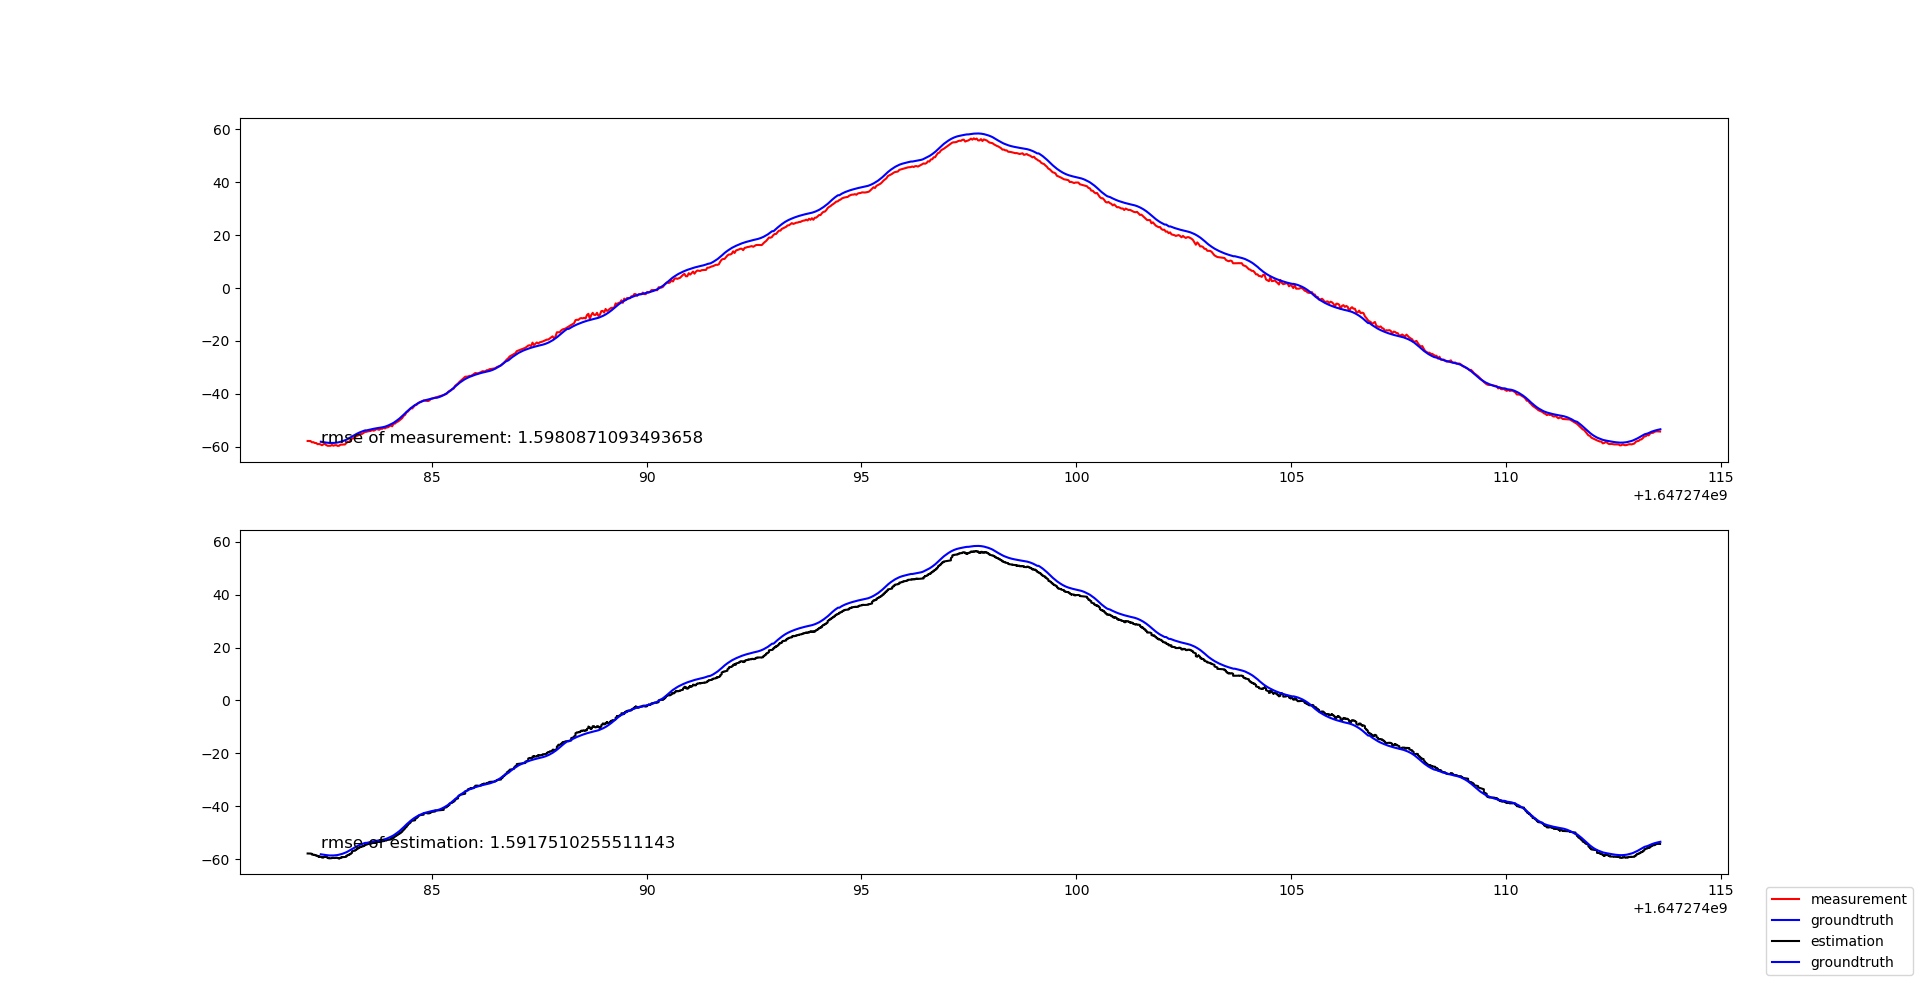 60
40
20
0
−20
−40
−60
rmse of measurement: 1.5980871093493658
85 90 95 100 105 110 115
+1.647274e9
60
40
20
0
−20
−40
−60
rmse of estimation: 1.5917510255511143
85 90 95 100 105 110 115
+1.647274e9
measurement
groundtruth
estimation
groundtruth